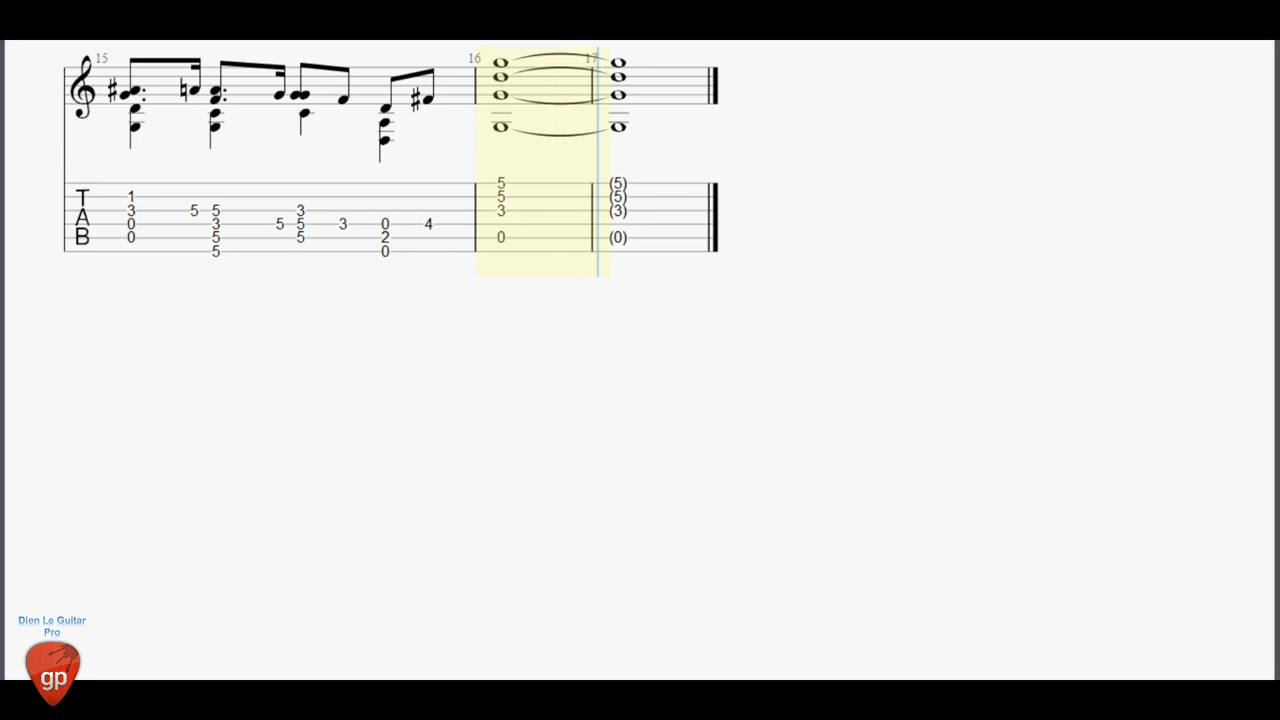 15 16 17
5 5 (5)
T 1 5 (5)
3 5 5 3 3 (3)
A 0 3 5 5 3 0 4
B 0 5 5 2 0 (0)
5 0
Dien Le Guitar
Pro
gp